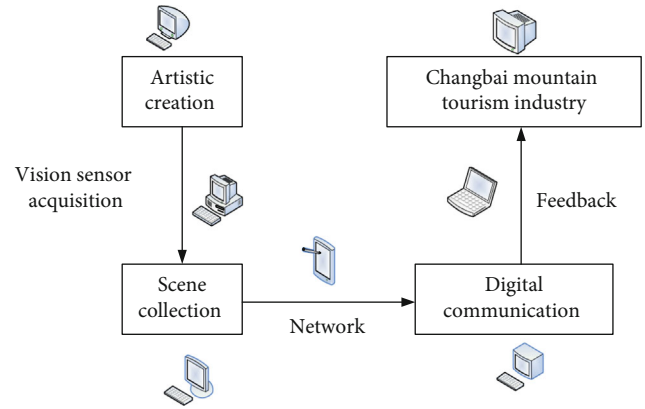 Artistic
creation
Changbai mountain
tourism industry
Vision sensor
acquisition
Feedback
Scene
collection
Network
Digital
communication